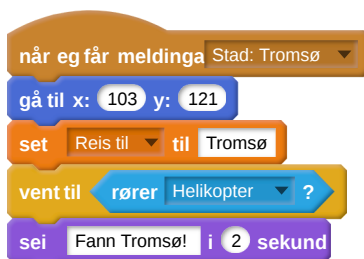 når eg får meldinga Stad: Tromsø
gå til x: 103 y: 121
set Reis til til Tromsø
vent til rører Helikopter ?
sei Fann Tromsø! i 2 sekund